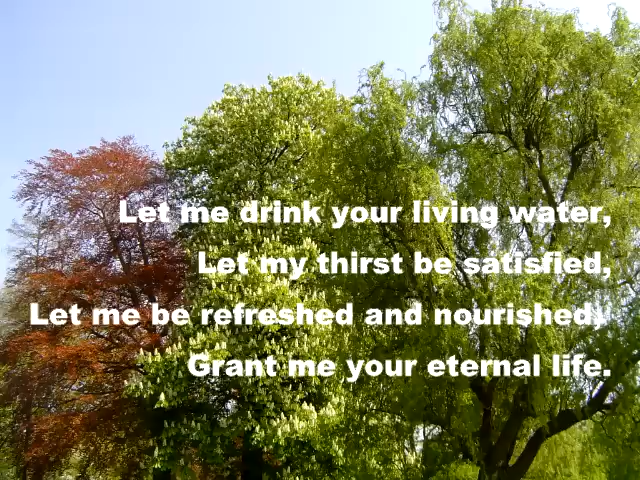 Let me drink your living water,
Let my thirst be satisfied,
Let me be refreshed and nourished,
Grant me your eternal life.